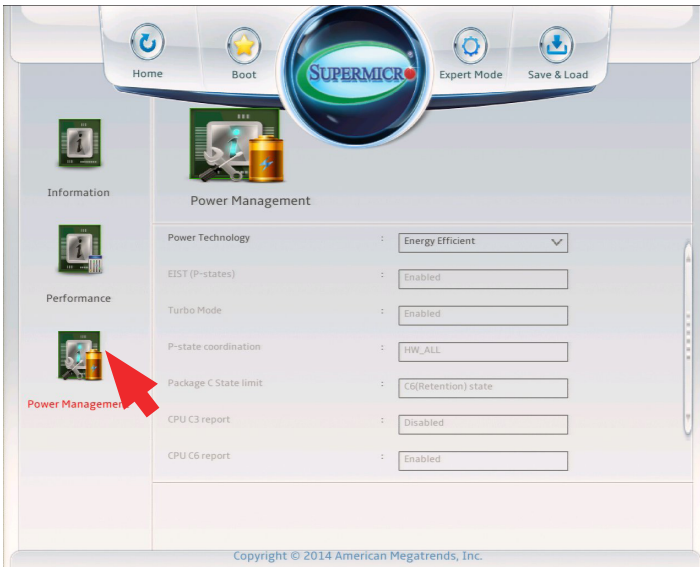 Home
Boot
SUPERMICRO
Expert Mode
Save & Load
Information
Performance
Power Management
Power Management
Power Technology : Energy Efficient
EIST (P-states) : Enabled
Turbo Mode : Enabled
P-state coordination : HW_ALL
Package C State limit : C6(Retention) state
CPU C3 report : Disabled
CPU C6 report : Enabled
Copyright © 2014 American Megatrends, Inc.